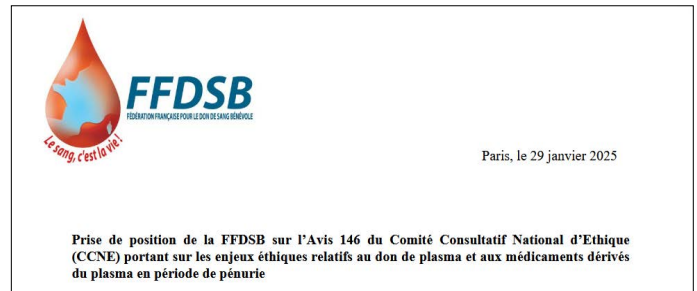 FFDSB
FÉDÉRATION FRANÇAISE POUR LE DON DE SANG BÉNÉVOLE
Le sang, c'est la vie !
Paris, le 29 janvier 2025
Prise de position de la FFDSB sur l'Avis 146 du Comité Consultatif National d'Ethique
(CCNE) portant sur les enjeux éthiques relatifs au don de plasma et aux médicaments dérivés
du plasma en période de pénurie